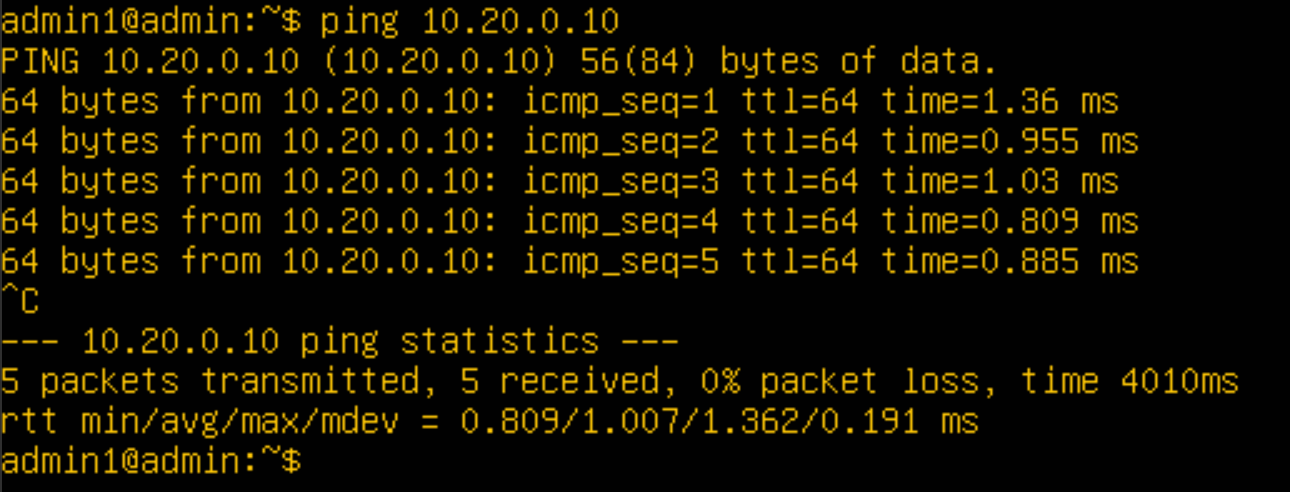 admin1@admin:~$ ping 10.20.0.10
PING 10.20.0.10 (10.20.0.10) 56(84) bytes of data.
64 bytes from 10.20.0.10: icmp_seq=1 ttl=64 time=1.36 ms
64 bytes from 10.20.0.10: icmp_seq=2 ttl=64 time=0.955 ms
64 bytes from 10.20.0.10: icmp_seq=3 ttl=64 time=1.03 ms
64 bytes from 10.20.0.10: icmp_seq=4 ttl=64 time=0.809 ms
64 bytes from 10.20.0.10: icmp_seq=5 ttl=64 time=0.885 ms
^C
--- 10.20.0.10 ping statistics ---
5 packets transmitted, 5 received, 0% packet loss, time 4010ms
rtt min/avg/max/mdev = 0.809/1.007/1.362/0.191 ms
admin1@admin:~$